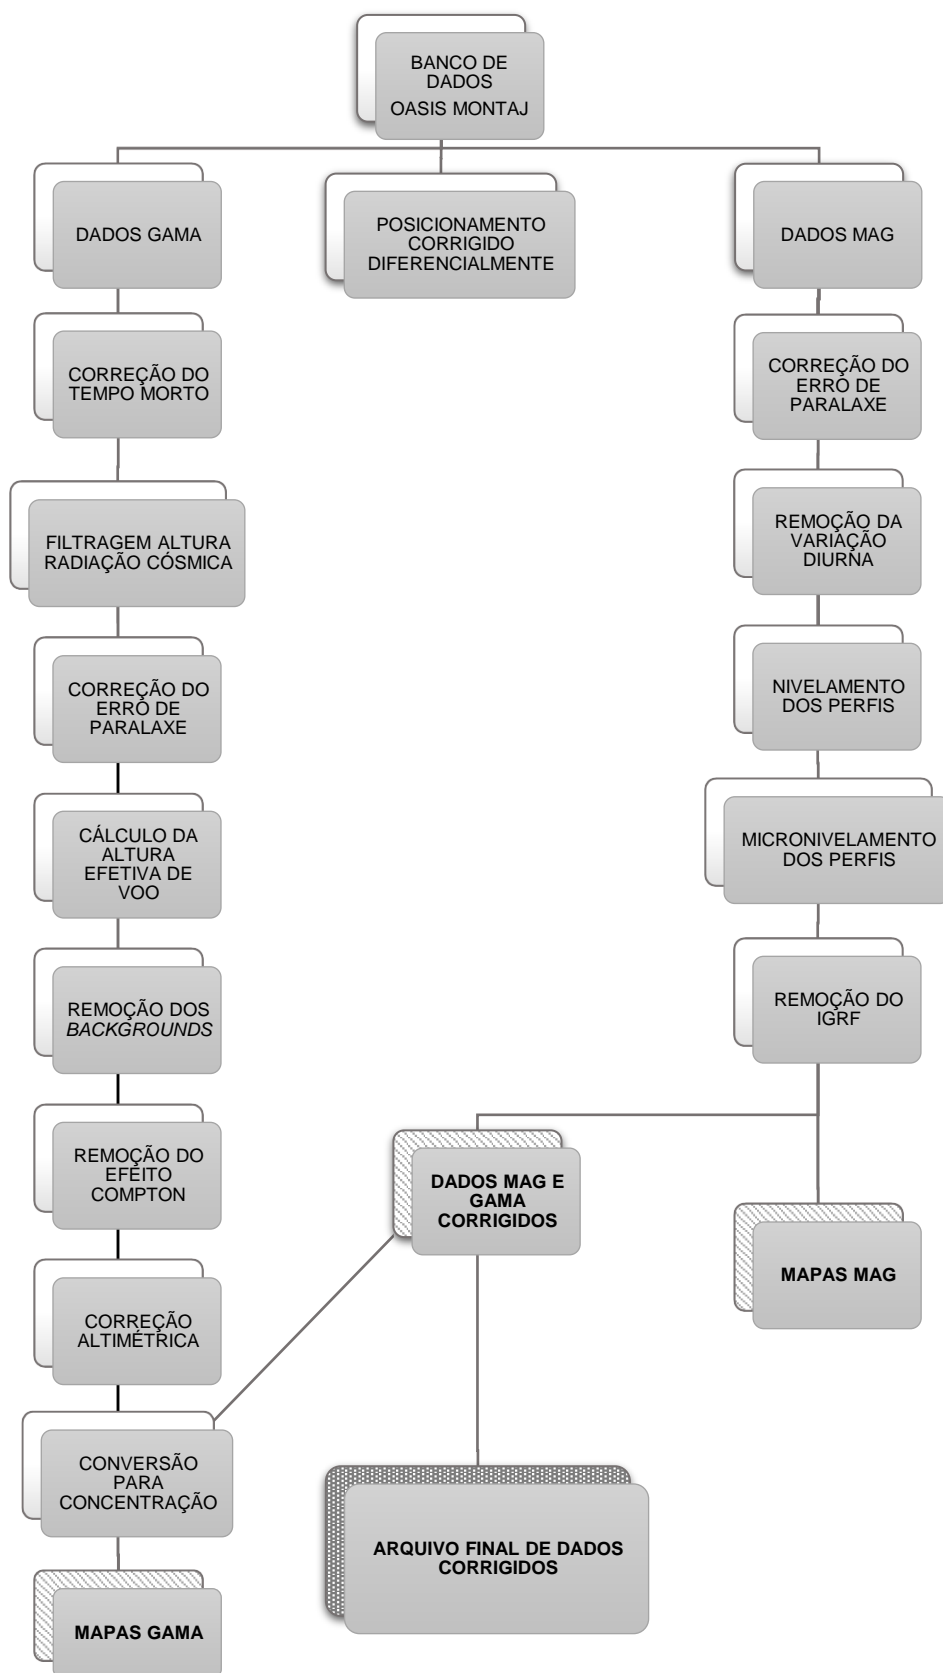 BANCO DE
DADOS
OASIS MONTAJ
DADOS GAMA
POSICIONAMENTO
CORRIGIDO
DIFERENCIALMENTE
DADOS MAG
CORREÇÃO DO
TEMPO MORTO
CORREÇÃO DO
ERRO DE
PARALAXE
FILTRAGEM ALTURA
RADIAÇÃO CÓSMICA
REMOÇÃO DA
VARIAÇÃO
DIURNA
CORREÇÃO DO
ERRO DE
PARALAXE
NIVELAMENTO
DOS PERFIS
CÁLCULO DA
ALTURA
EFETIVA DE
VOO
MICRONIVELAMENTO
DOS PERFIS
REMOÇÃO DOS
BACKGROUNDS
REMOÇÃO DO
IGRF
REMOÇÃO DO
EFEITO
COMPTON
DADOS MAG E
GAMA
CORRIGIDOS
MAPAS MAG
CORREÇÃO
ALTIMÉTRICA
CONVERSÃO
PARA
CONCENTRAÇÃO
ARQUIVO FINAL DE DADOS
CORRIGIDOS
MAPAS GAMA